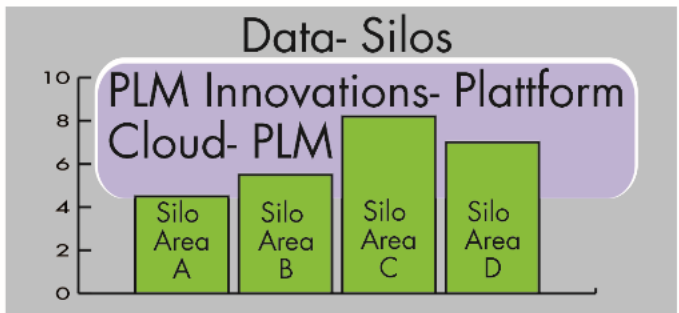 Data- Silos
PLM Innovations- Plattform
Cloud- PLM
10
8
6
4
2
0
Silo
Area
A
Silo
Area
B
Silo
Area
C
Silo
Area
D